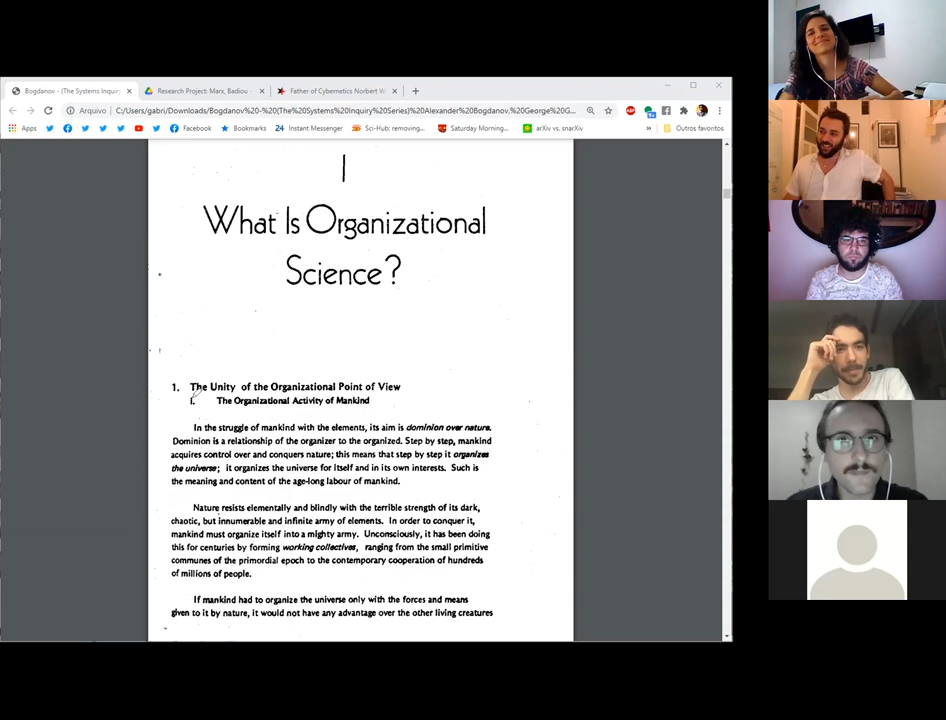 Bogdanov - (The Systems Inquiry
Research Project: Marx, Badiou -
Father of Cybernetics Norbert W
Arquivo
C:/Users/gabri/Downloads/Bogdanov%20-%20(The%20Systems%20Inquiry%20Series)%20Alexander%20Bogdanov.%20George%20G...
Apps
Facebook
Bookmarks
24 Instant Messenger
Sci-Hub: removing...
Saturday Morning...
arXiv vs. snarXiv
»
Outros favoritos
I
What Is Organizational
Science?
1. The Unity of the Organizational Point of View
i. The Organizational Activity of Mankind
In the struggle of mankind with the elements, its aim is dominion over nature.
Dominion is a relationship of the organizer to the organized. Step by step, mankind
acquires control over and conquers nature; this means that step by step it organizes
the universe; it organizes the universe for itself and in its own interests. Such is
the meaning and content of the age-long labour of mankind.
Nature resists elementally and blindly with the terrible strength of its dark,
chaotic, but innumerable and infinite army of elements. In order to conquer it,
mankind must organize itself into a mighty army. Unconsciously, it has been doing
this for centuries by forming working collectives, ranging from the small primitive
communes of the primordial epoch to the contemporary cooperation of hundreds
of millions of people.
If mankind had to organize the universe only with the forces and means
given to it by nature, it would not have any advantage over the other living creatures